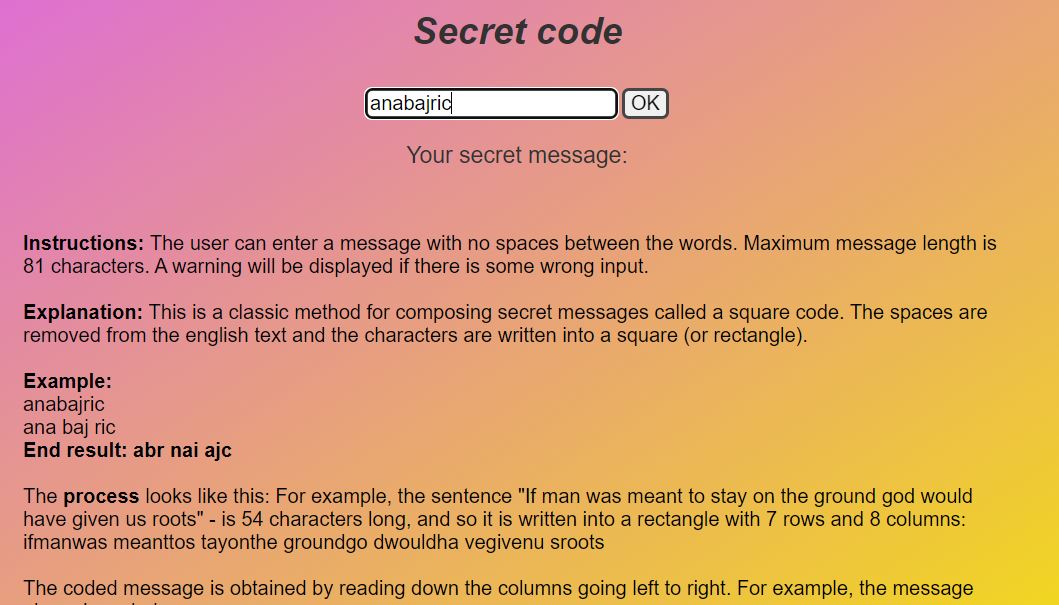 Secret code
anabajric OK
Your secret message:
Instructions: The user can enter a message with no spaces between the words. Maximum message length is
81 characters. A warning will be displayed if there is some wrong input.
Explanation: This is a classic method for composing secret messages called a square code. The spaces are
removed from the english text and the characters are written into a square (or rectangle).
Example:
anabajric
ana baj ric
End result: abr nai ajc
The process looks like this: For example, the sentence "If man was meant to stay on the ground god would
have given us roots" - is 54 characters long, and so it is written into a rectangle with 7 rows and 8 columns:
ifmanwas meanttos tayonthe groundgo dwouldha vegivenu sroots
The coded message is obtained by reading down the columns going left to right. For example, the message